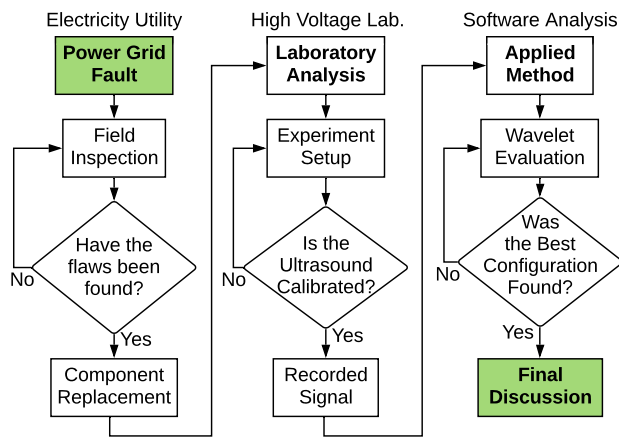 Electricity Utility
Power Grid
Fault
Field
Inspection
Have the
flaws been
found?
No
Yes
Component
Replacement
High Voltage Lab.
Laboratory
Analysis
Experiment
Setup
Is the
Ultrasound
Calibrated?
No
Yes
Recorded
Signal
Software Analysis
Applied
Method
Wavelet
Evaluation
Was
the Best
Configuration
Found?
No
Yes
Final
Discussion